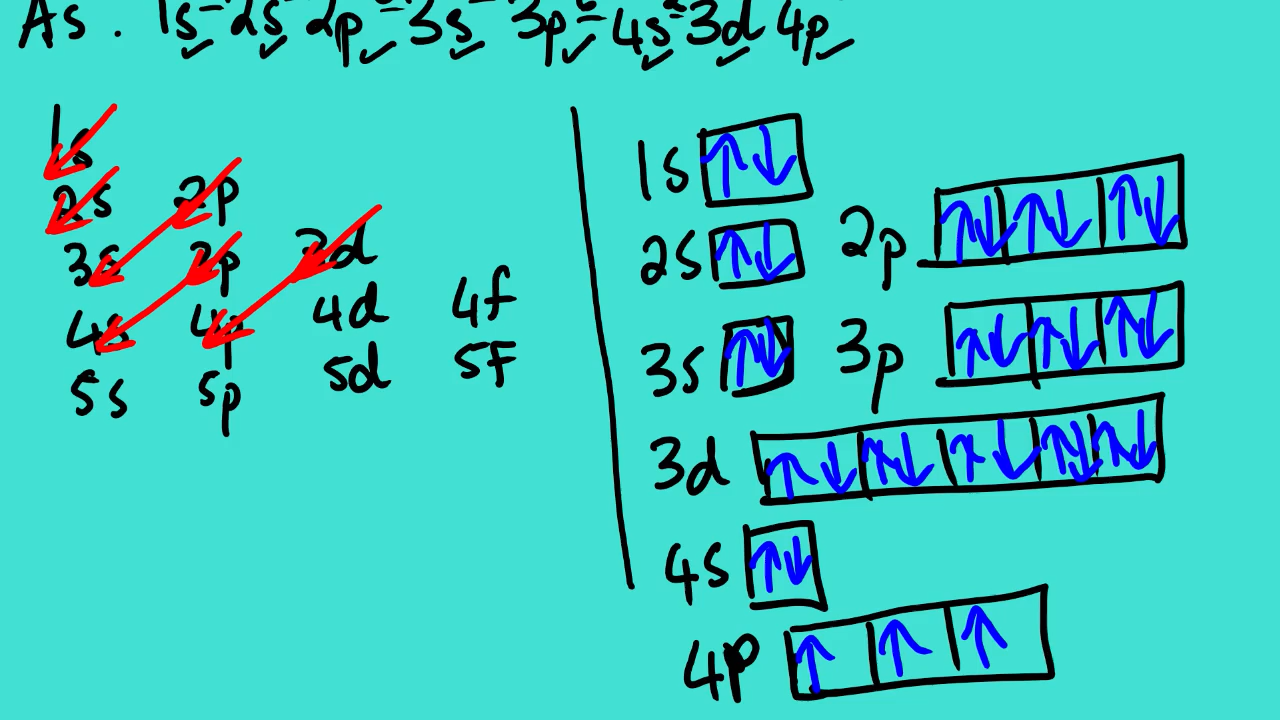 As. 1s 2s 2p 3s 3p 4s 3d 4p
1s
2s 2p
3s 3p 3d
4s 4p 4d 4f
5s 5p 5d 5f
1s ↑↓
2s ↑↓ 2p ↑↓ ↑↓ ↑↓
3s ↑↓ 3p ↑↓ ↑↓ ↑↓
3d ↑↓ ↑↓ ↑↓ ↑↓ ↑↓
4s ↑↓
4p ↑ ↑ ↑